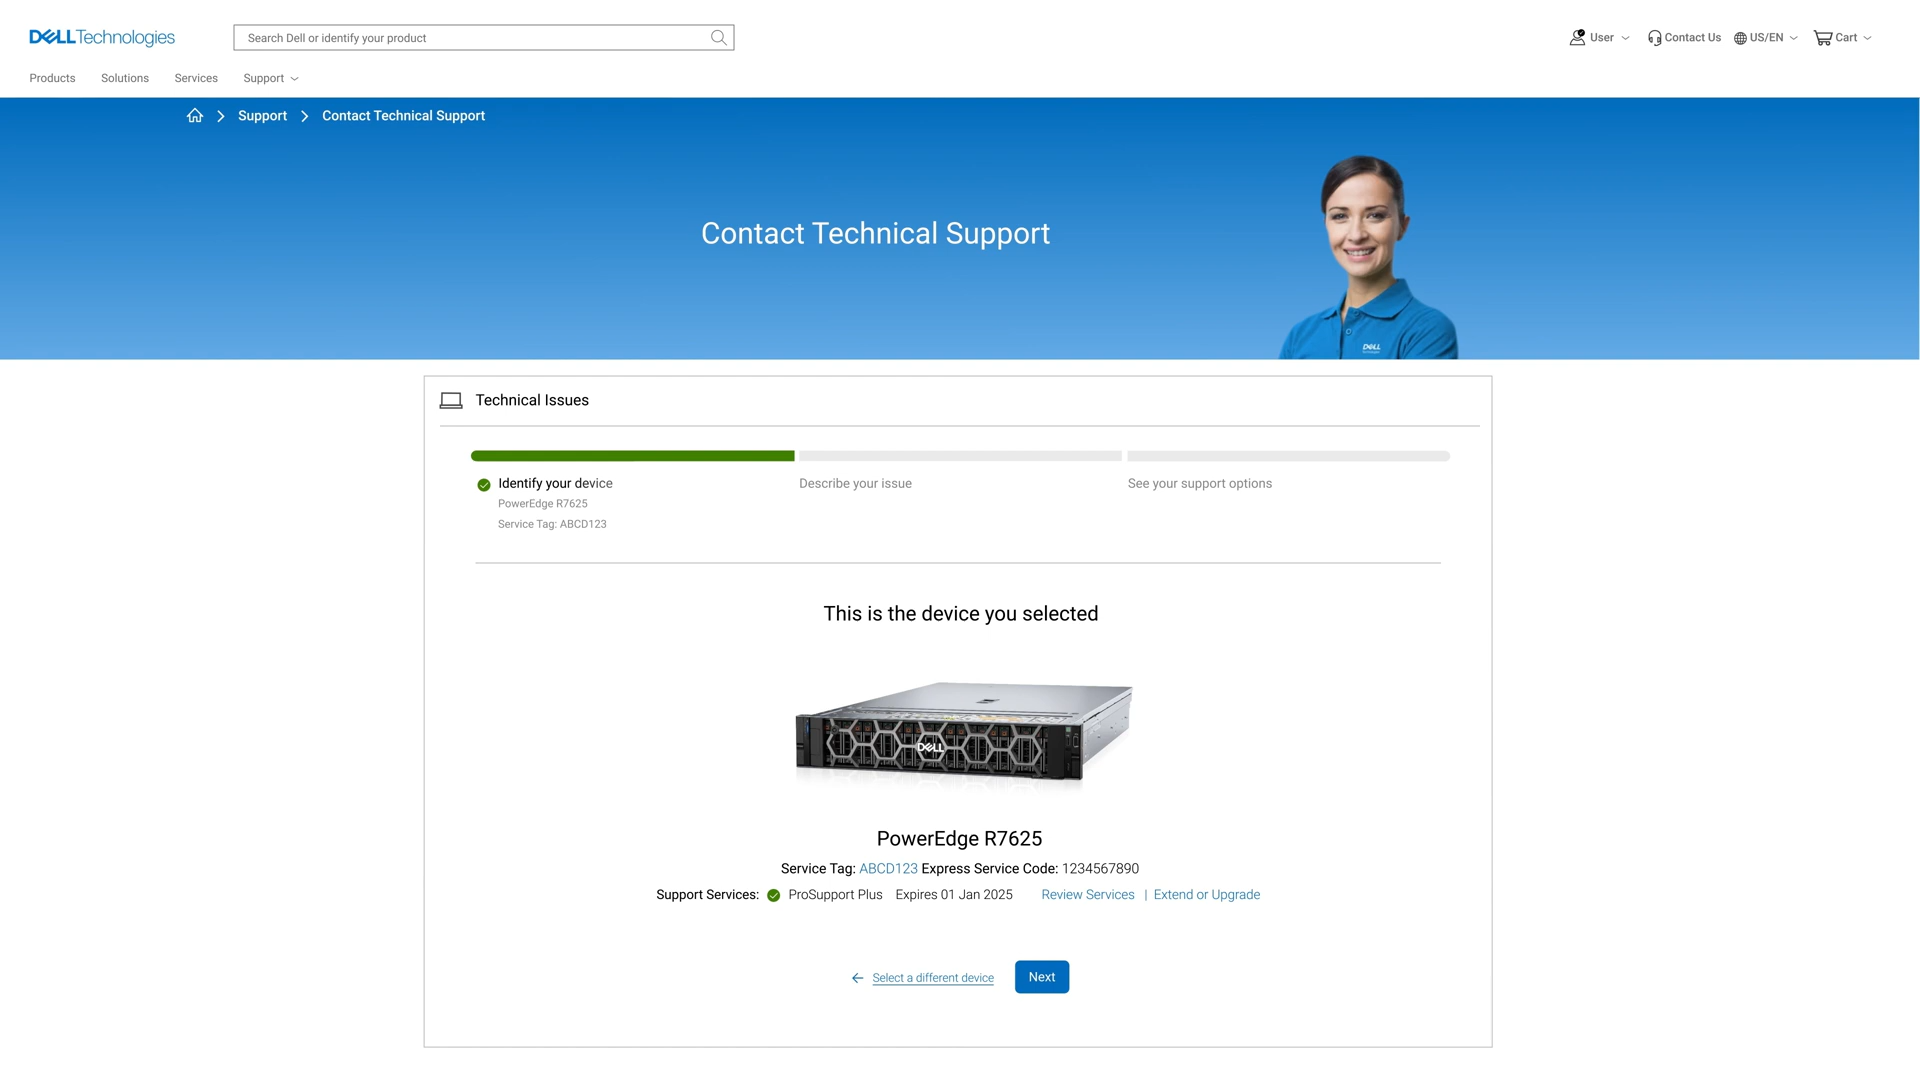 DELLTechnologies
Search Dell or identify your product
User
Contact Us
US/EN
Cart
Products
Solutions
Services
Support
Support
Contact Technical Support
Contact Technical Support
DELL
Technical Issues
Identify your device
PowerEdge R7625
Service Tag: ABCD123
Describe your issue
See your support options
This is the device you selected
DELL
PowerEdge R7625
Service Tag: ABCD123 Express Service Code: 1234567890
Support Services: ProSupport Plus Expires 01 Jan 2025 Review Services | Extend or Upgrade
Select a different device
Next